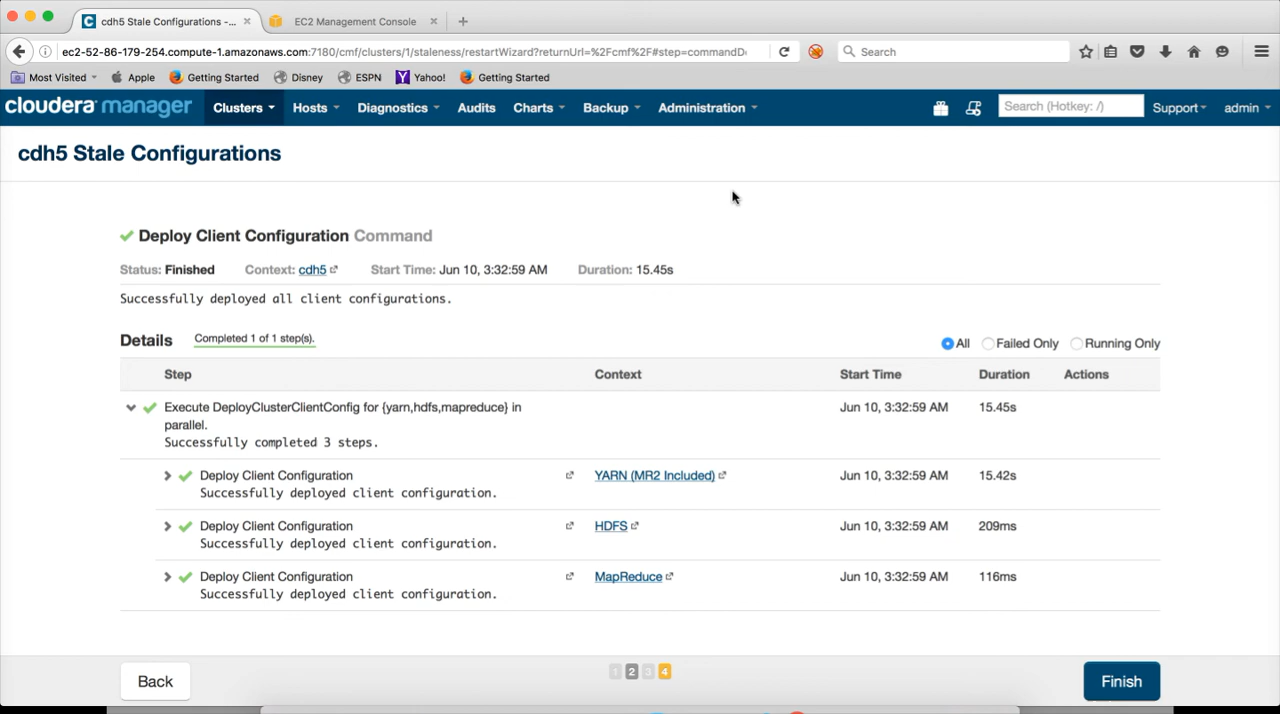 cdh5 Stale Configurations -...
EC2 Management Console
ec2-52-86-179-254.compute-1.amazonaws.com:7180/cmf/clusters/1/staleness/restartWizard?returnUrl=%2Fcmf%2F#step=commandDe
Search
Most Visited
Apple
Getting Started
Disney
ESPN
Yahoo!
Getting Started
cloudera manager
Clusters
Hosts
Diagnostics
Audits
Charts
Backup
Administration
Search (Hotkey: /)
Support
admin
cdh5 Stale Configurations
Deploy Client Configuration Command
Status: Finished
Context: cdh5
Start Time: Jun 10, 3:32:59 AM
Duration: 15.45s
Successfully deployed all client configurations.
Details
Completed 1 of 1 step(s).
All
Failed Only
Running Only
Step
Context
Start Time
Duration
Actions
Execute DeployClusterClientConfig for {yarn,hdfs,mapreduce} in
parallel.
Successfully completed 3 steps.
Jun 10, 3:32:59 AM
15.45s
Deploy Client Configuration
Successfully deployed client configuration.
YARN (MR2 Included)
Jun 10, 3:32:59 AM
15.42s
Deploy Client Configuration
Successfully deployed client configuration.
HDFS
Jun 10, 3:32:59 AM
209ms
Deploy Client Configuration
Successfully deployed client configuration.
MapReduce
Jun 10, 3:32:59 AM
116ms
Back
1 2 3 4
Finish